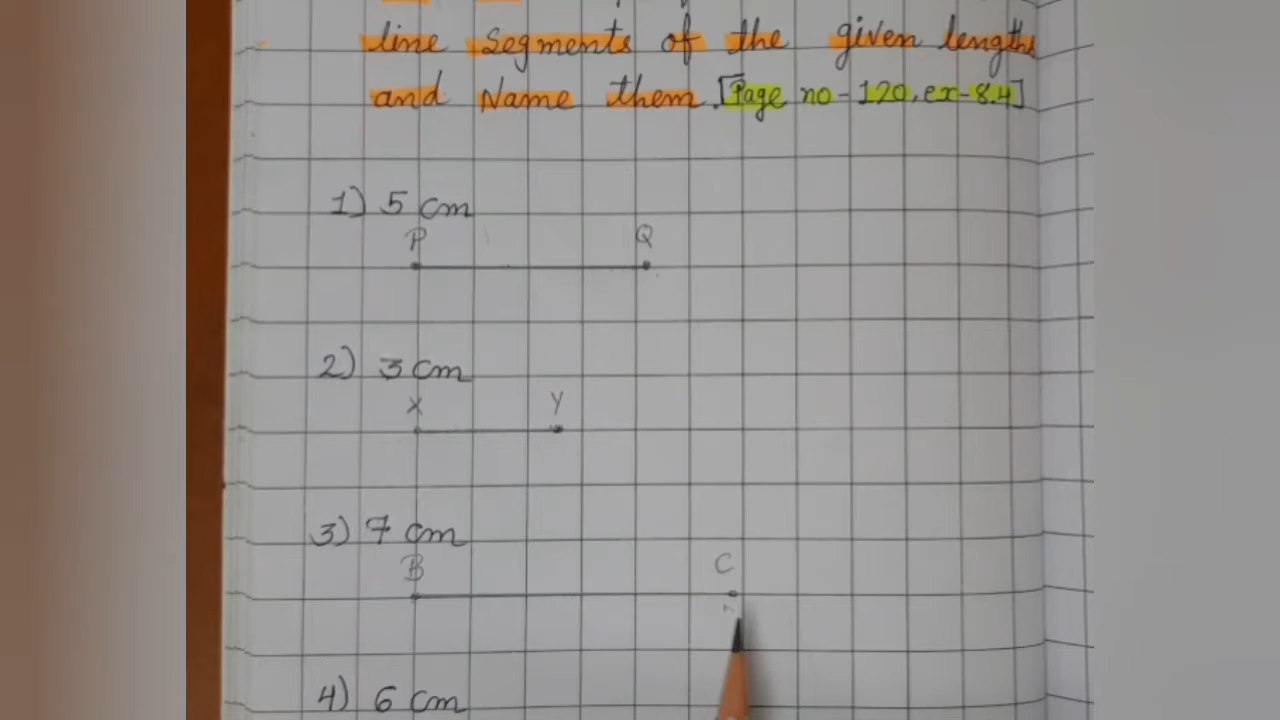 line segments of the given lengths
and Name them. [Page no-120, ex-8.4]
1) 5 cm
P Q
2) 3 cm
X Y
3) 7 cm
B C
7
4) 6 cm